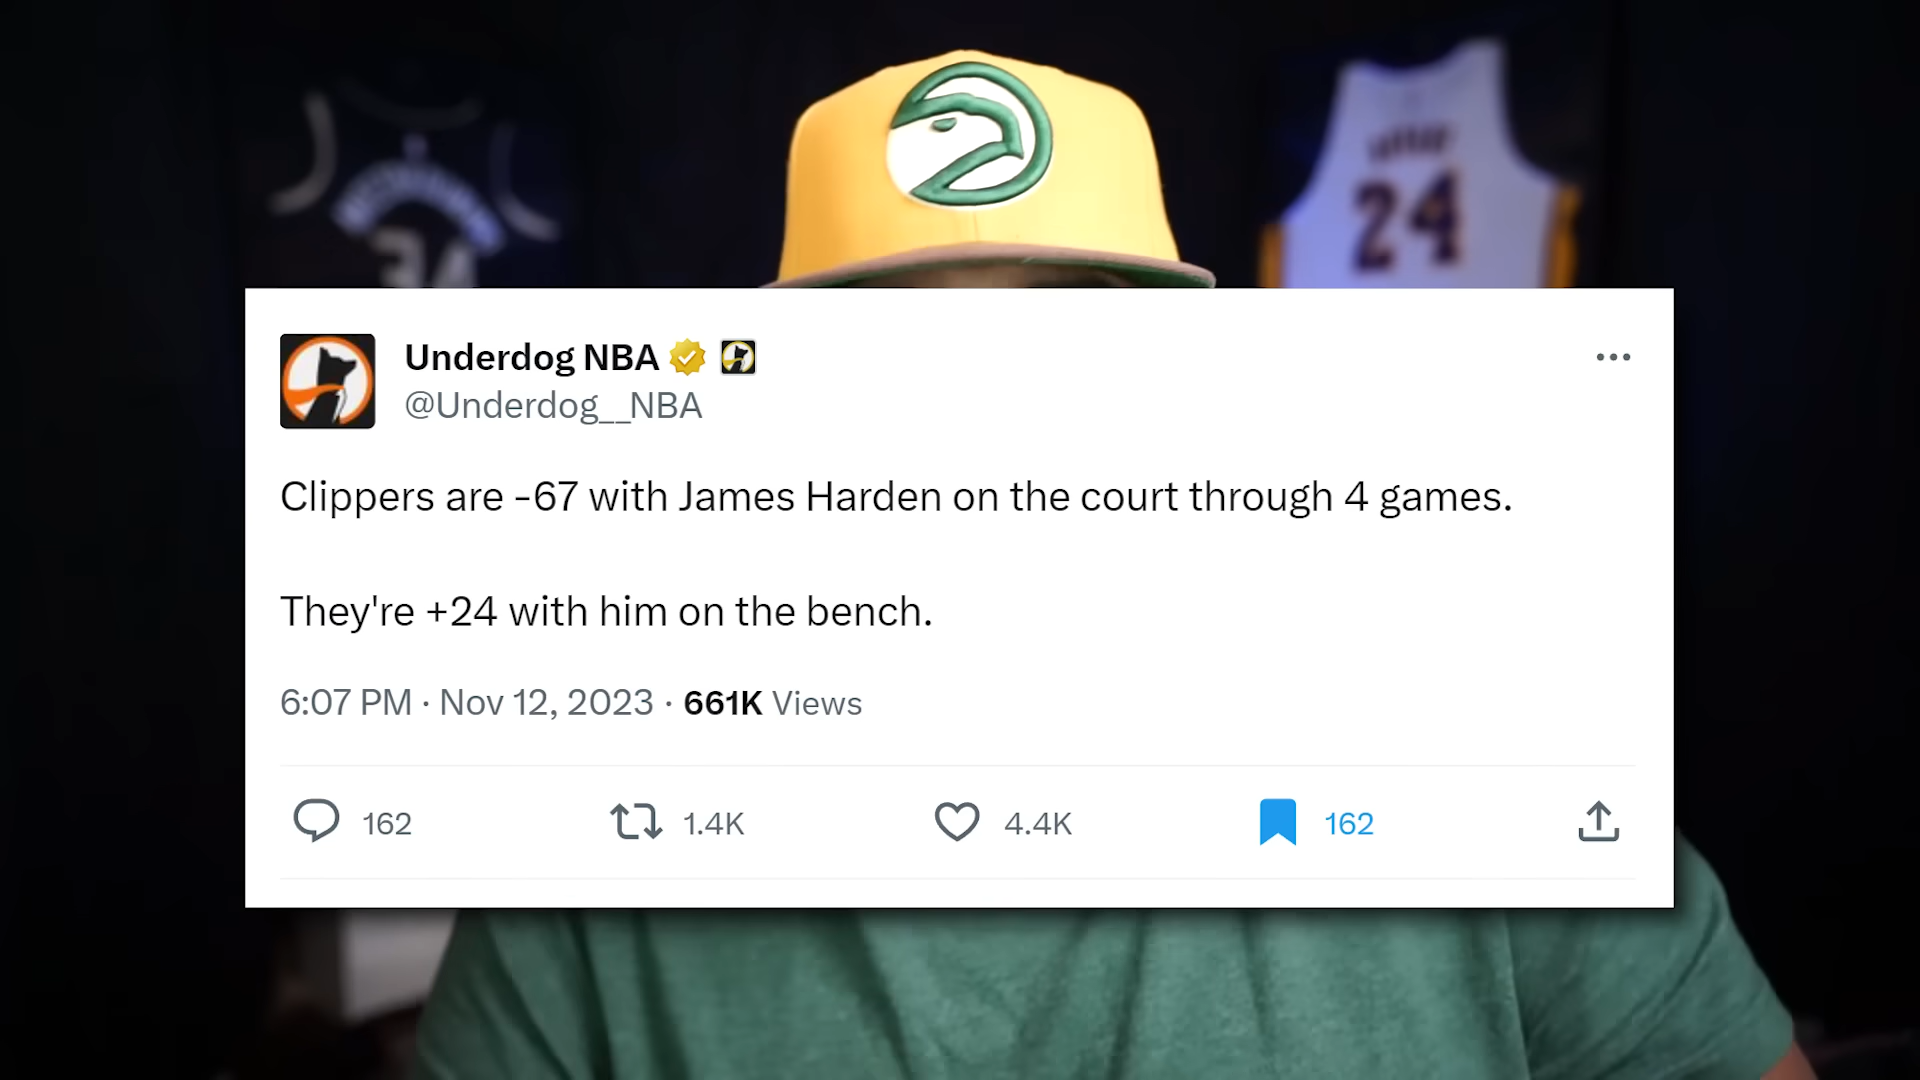 24
34
Underdog NBA
@Underdog__NBA
Clippers are -67 with James Harden on the court through 4 games.
They're +24 with him on the bench.
6:07 PM · Nov 12, 2023 · 661K Views
162
1.4K
4.4K
162